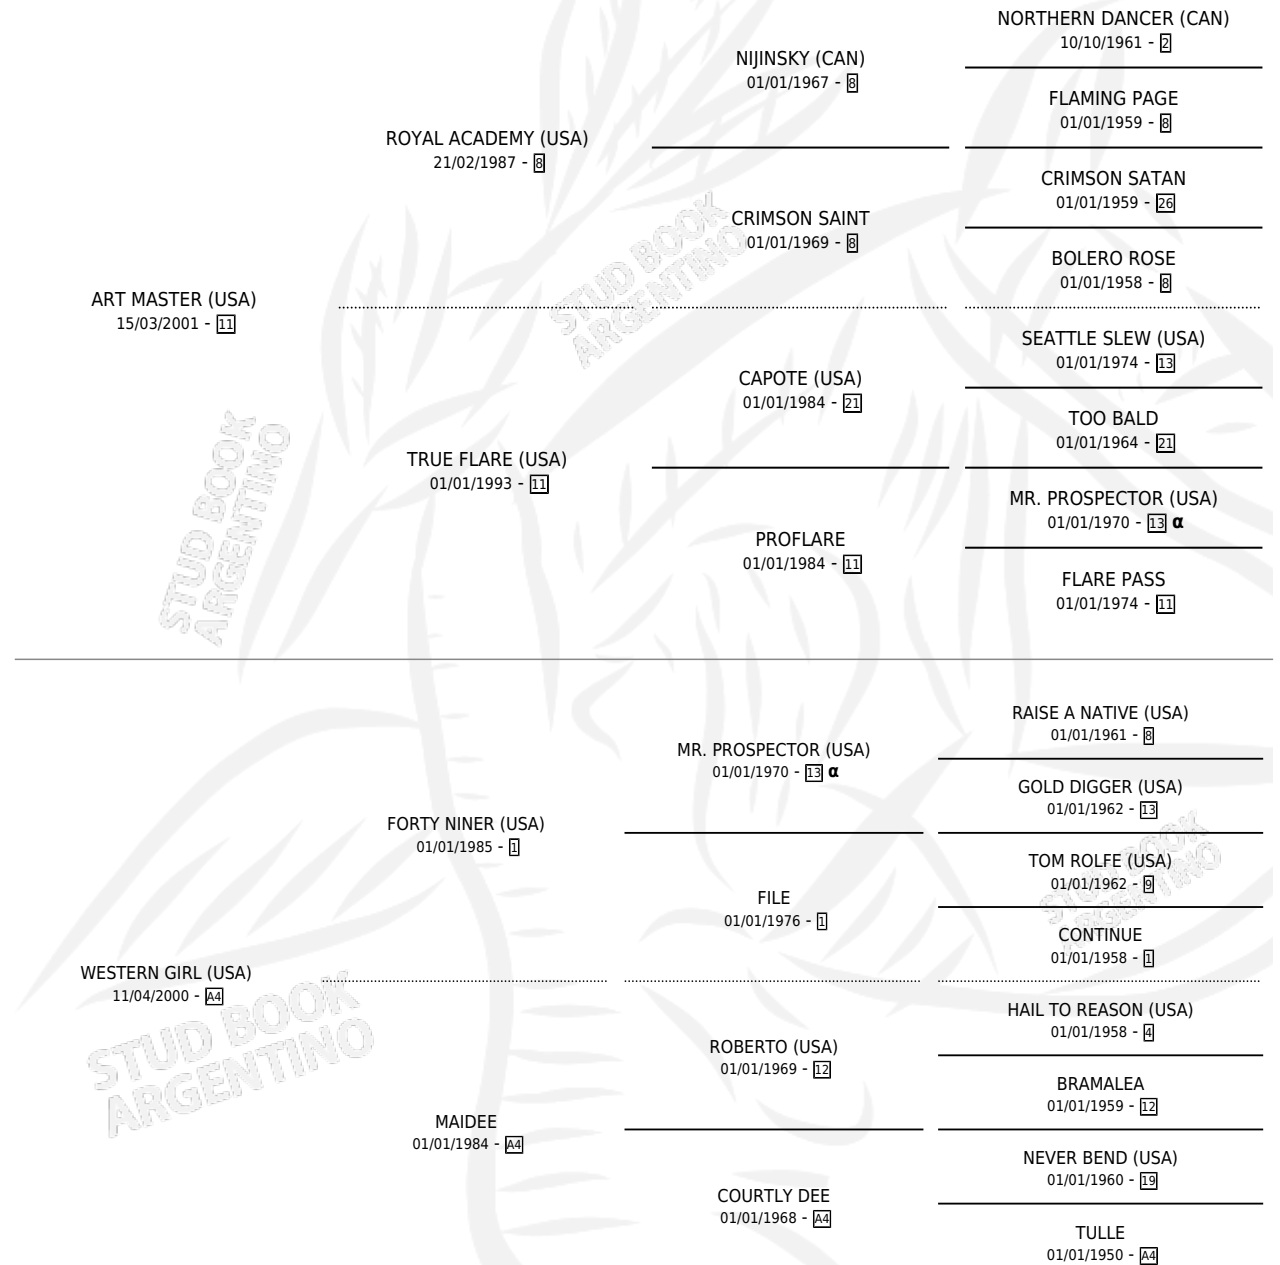 NORTHERN DANCER (CAN)
10/10/1961 - 2
NIJINSKY (CAN)
01/01/1967 - 8
FLAMING PAGE
01/01/1959 - 8
ROYAL ACADEMY (USA)
21/02/1987 - 8
CRIMSON SATAN
01/01/1959 - 26
CRIMSON SAINT
01/01/1969 - 8
BOLERO ROSE
01/01/1958 - 8
ART MASTER (USA)
15/03/2001 - 11
SEATTLE SLEW (USA)
01/01/1974 - 13
CAPOTE (USA)
01/01/1984 - 21
TOO BALD
01/01/1964 - 21
TRUE FLARE (USA)
01/01/1993 - 11
MR. PROSPECTOR (USA)
01/01/1970 - 13 α
PROFLARE
01/01/1984 - 11
FLARE PASS
01/01/1974 - 11
RAISE A NATIVE (USA)
01/01/1961 - 8
MR. PROSPECTOR (USA)
01/01/1970 - 13 α
GOLD DIGGER (USA)
01/01/1962 - 13
FORTY NINER (USA)
01/01/1985 - 1
TOM ROLFE (USA)
01/01/1962 - 9
FILE
01/01/1976 - 1
CONTINUE
01/01/1958 - 1
WESTERN GIRL (USA)
11/04/2000 - A4
HAIL TO REASON (USA)
01/01/1958 - 4
ROBERTO (USA)
01/01/1969 - 12
BRAMALEA
01/01/1959 - 12
MAIDEE
01/01/1984 - A4
NEVER BEND (USA)
01/01/1960 - 19
COURTLY DEE
01/01/1968 - A4
TULLE
01/01/1950 - A4
STUD BOOK
ARGENTINO
STUD BOOK
ARGENTINO
STUD BOOK
ARGENTINO
STUD BOOK
ARGENTINO